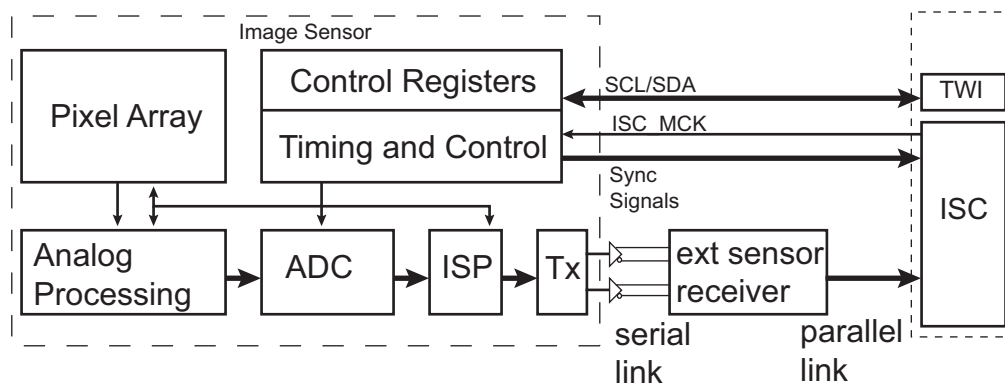 Image Sensor
Pixel Array
Control Registers
Timing and Control
SCL/SDA
TWI
ISC_MCK
Sync
Signals
ISC
Analog
Processing
ADC
ISP
Tx
ext sensor
receiver
serial
link
parallel
link